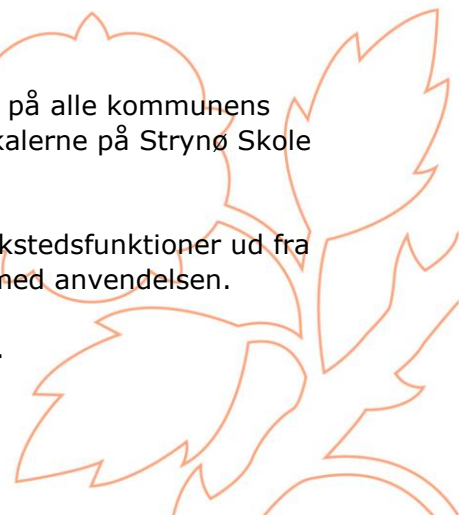 på alle kommunens
kalerne på Strynø Skole
kstedsfunktioner ud fra
med anvendelsen.
.